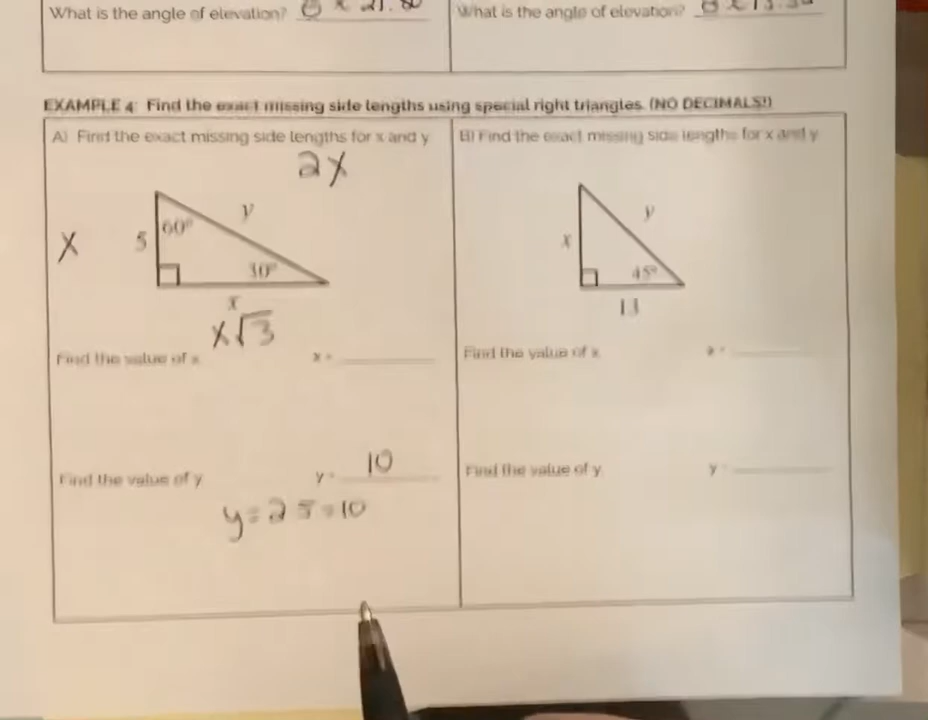 What is the angle of elevation?
What is the angle of elevation?
EXAMPLE 4: Find the exact missing side lengths using special right triangles. (NO DECIMALS!)
A) Find the exact missing side lengths for x and y
B) Find the exact missing side lengths for x and y
2x
60°
y
x
5
30°
x
x√3
x
y
45°
13
Find the value of x
x =
Find the value of x
x =
Find the value of y
y = 10
Find the value of y
y =
y = 2 5 = 10